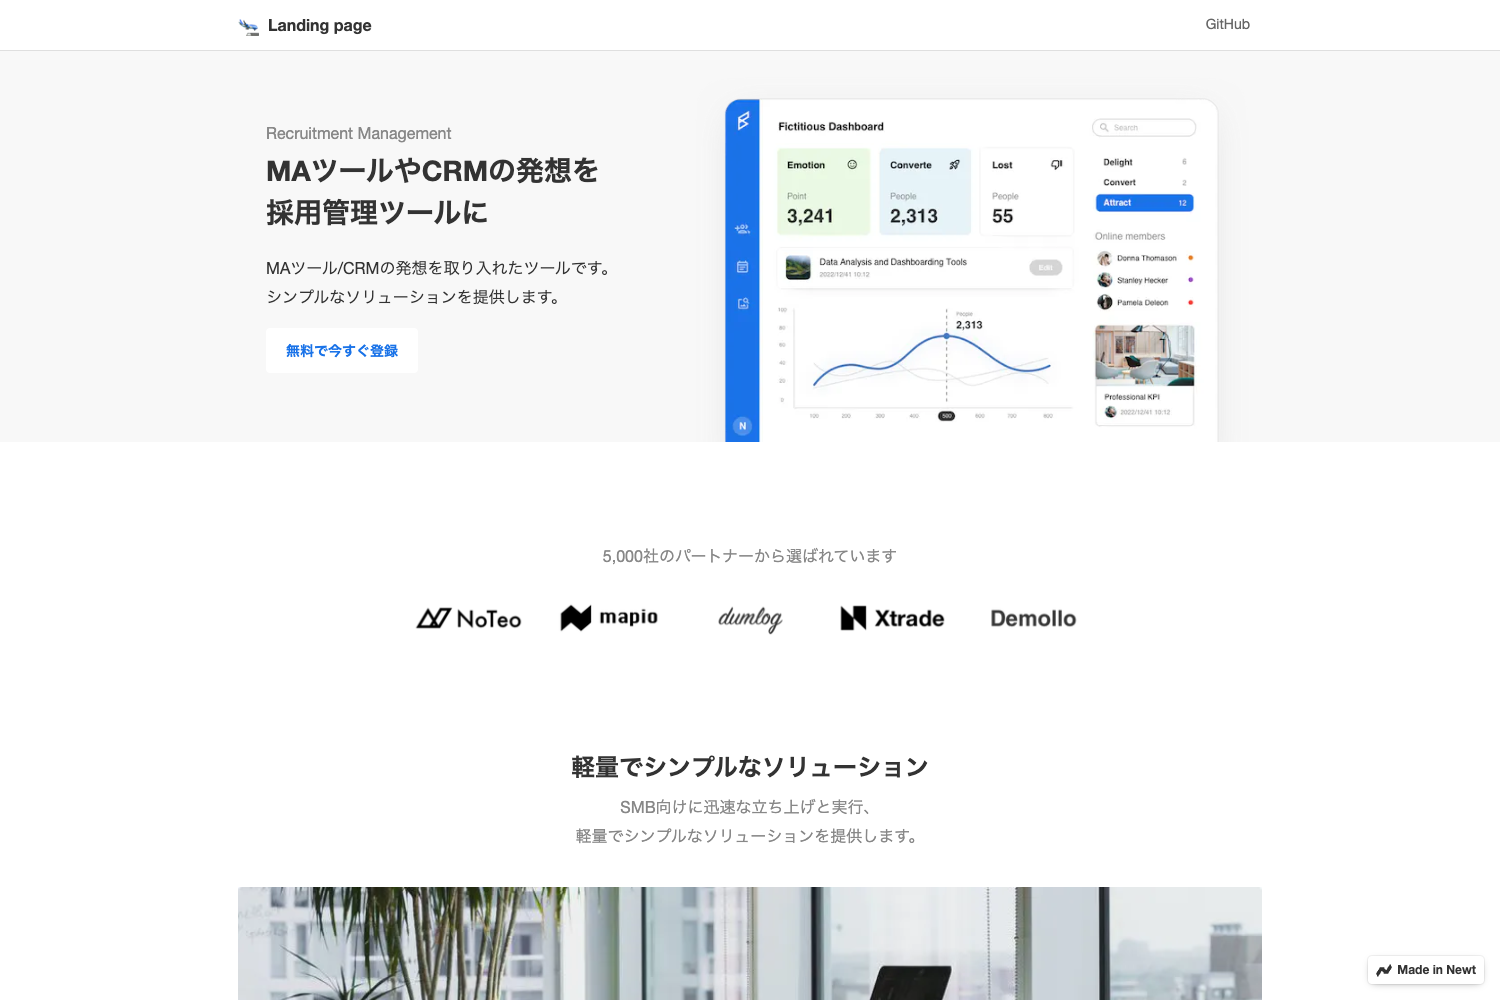 Landing page
GitHub
Recruitment Management
MAツールやCRMの発想を
採用管理ツールに
MAツール/CRMの発想を取り入れたツールです。
シンプルなソリューションを提供します。
無料で今すぐ登録
Fictitious Dashboard
Search
Emotion
Point
3,241
Converte
People
2,313
Lost
People
55
Delight 6
Convert 2
Attract 12
Online members
Donna Thomason
Stanley Hecker
Pamela Deleon
Data Analysis and Dashboarding Tools
2022/12/41 10:12
Edit
People
2,313
100
80
60
40
20
0
100 200 300 400 500 600 700 800
Professional KPI
2022/12/41 10:12
N
5,000社のパートナーから選ばれています
NoTeo
mapio
dumlog
Xtrade
Demollo
軽量でシンプルなソリューション
SMB向けに迅速な立ち上げと実行、
軽量でシンプルなソリューションを提供します。
Made in Newt